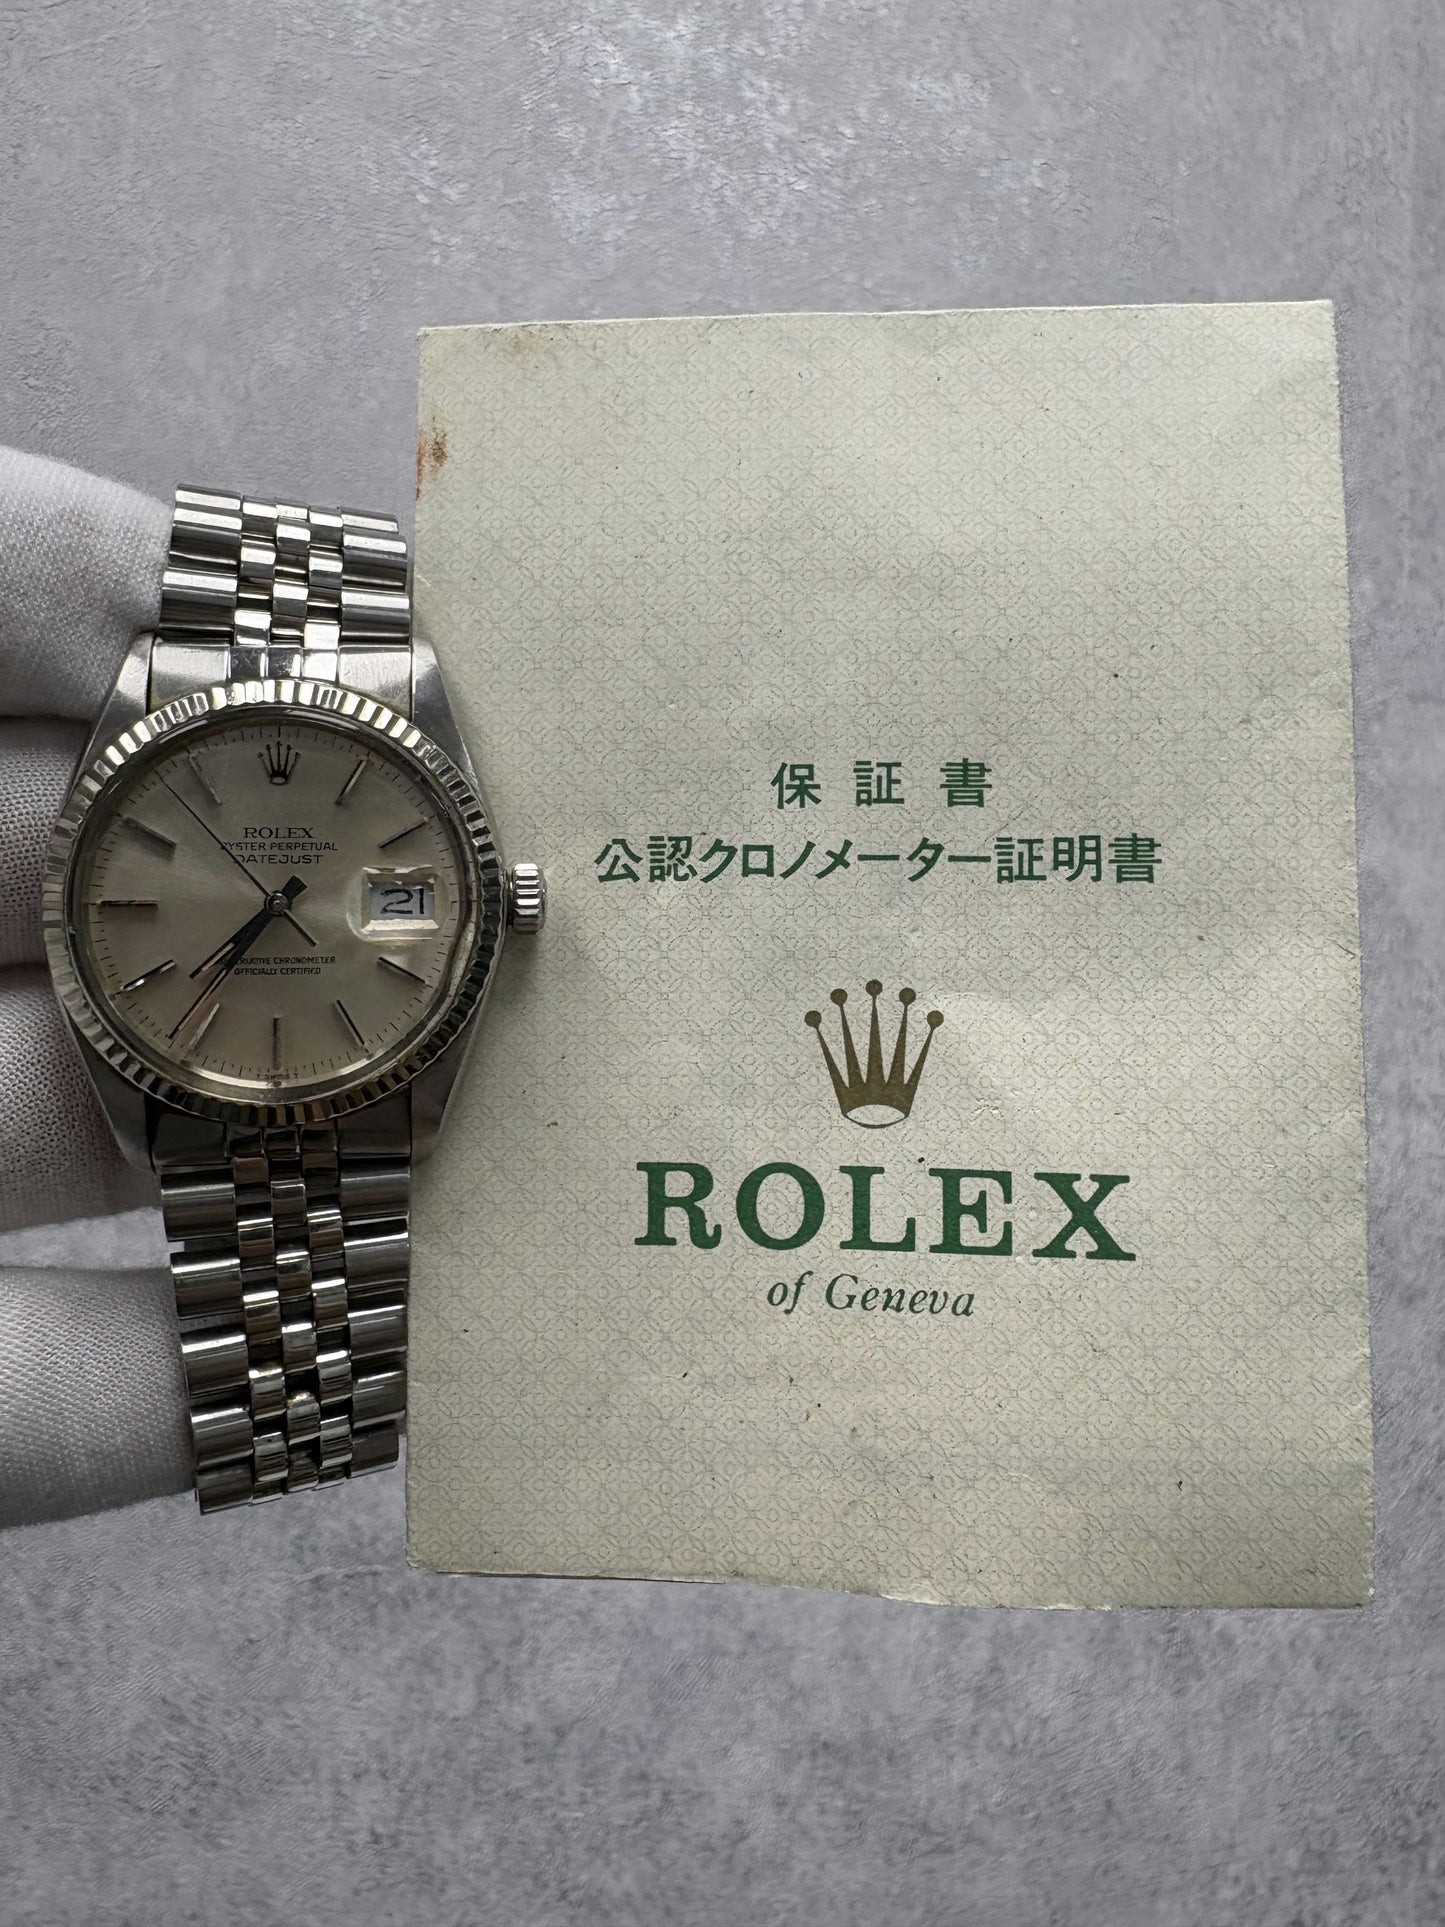 ROLEX
OYSTER PERPETUAL
DATEJUST
21
SUPERLATIVE CHRONOMETER
OFFICIALLY CERTIFIED
T SWISS T
保証書
公認クロノメーター証明書
ROLEX
of Geneva